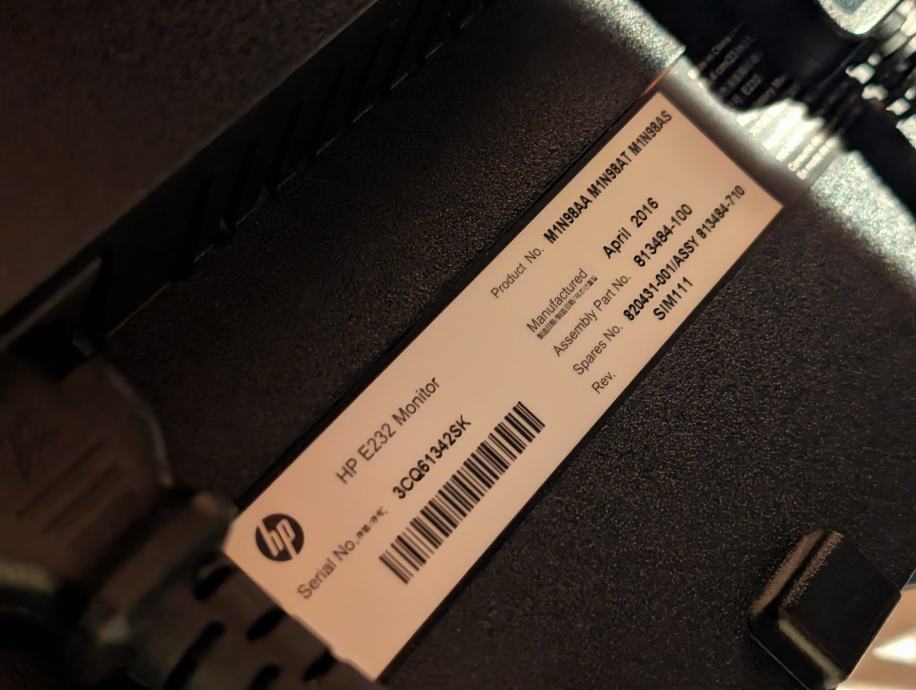 hp
HP E232 Monitor
Serial No.
3CQ61342SK
Product No. M1N98AA M1N98AT M1N98AS
Manufactured April 2016
Assembly Part No. 813484-100
Spares No. 820431-001/ASSY 813484-710
Rev. SIM111